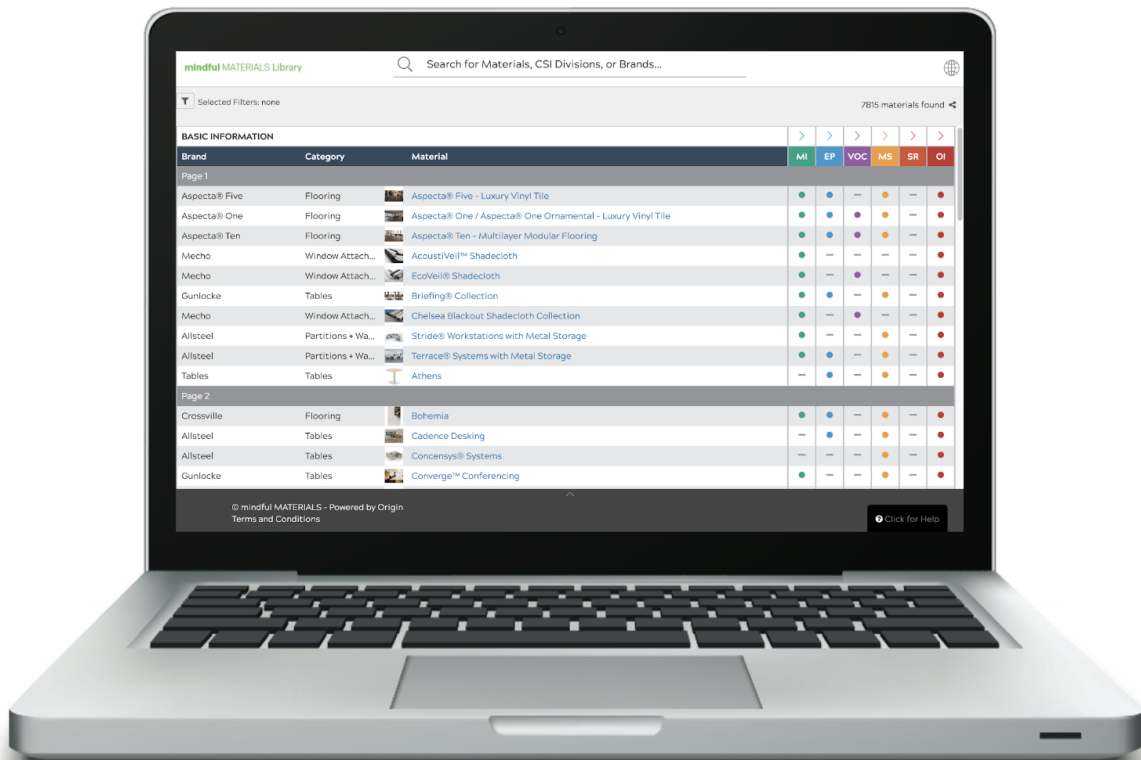 mindful MATERIALS Library
Search for Materials, CSI Divisions, or Brands...
Selected Filters: none
7815 materials found
BASIC INFORMATION
Brand Category Material MI EP VOC MS SR OI
Page 1
Aspecta® Five Flooring Aspecta® Five - Luxury Vinyl Tile
Aspecta® One Flooring Aspecta® One / Aspecta® One Ornamental - Luxury Vinyl Tile
Aspecta® Ten Flooring Aspecta® Ten - Multilayer Modular Flooring
Mecho Window Attach... AcoustiVeil™ Shadecloth
Mecho Window Attach... EcoVeil® Shadecloth
Gunlocke Tables Briefing® Collection
Mecho Window Attach... Chelsea Blackout Shadecloth Collection
Allsteel Partitions + Wa... Stride® Workstations with Metal Storage
Allsteel Partitions + Wa... Terrace® Systems with Metal Storage
Tables Tables Athens
Page 2
Crossville Flooring Bohemia
Allsteel Tables Cadence Desking
Allsteel Tables Concensys® Systems
Gunlocke Tables Converge™ Conferencing
© mindful MATERIALS - Powered by Origin
Terms and Conditions
Click for Help